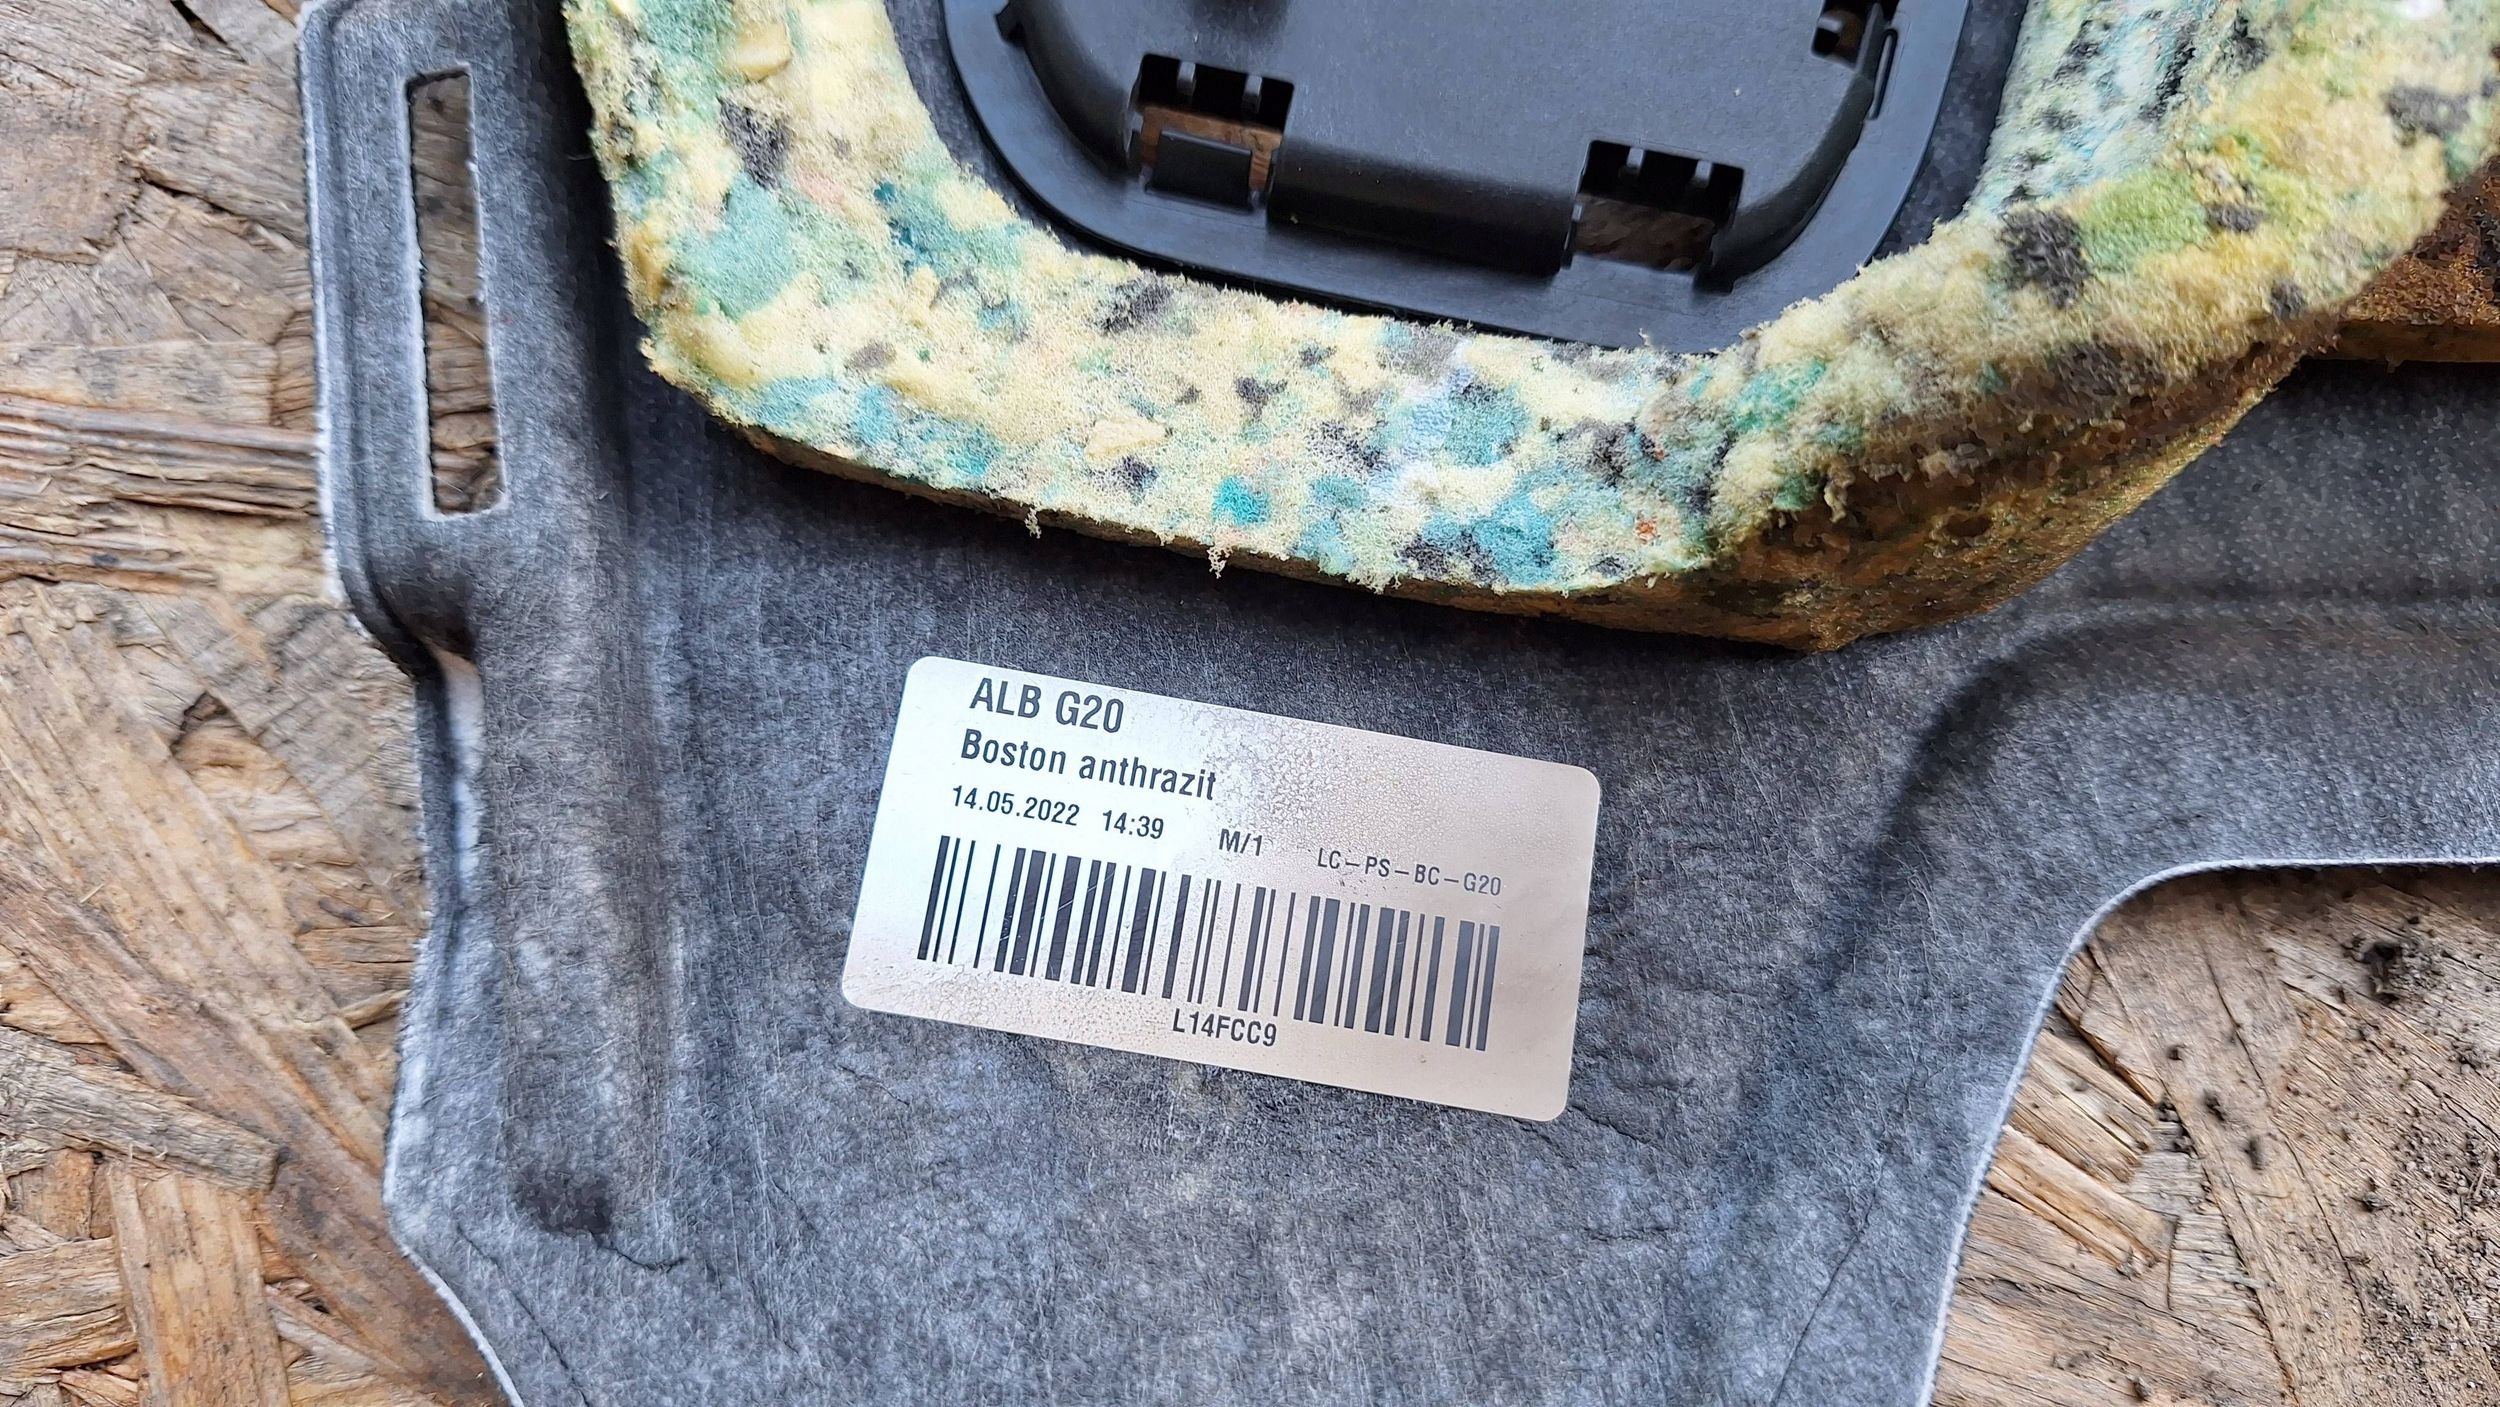 ALB G20
Boston anthrazit
14.05.2022 14:39 M/1 LC-PS-BC-G20
L14FCC9